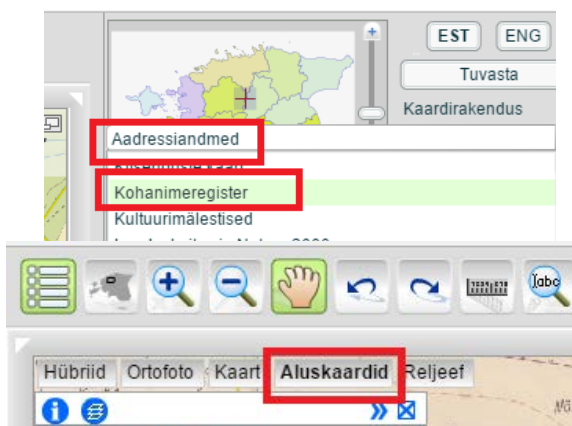 EST ENG
Tuvasta
Kaardirakendus
Aadressiandmed
Kohanimeregister
Kultuurimälestised
Hübriid Ortofoto Kaart Aluskaardid Reljeef